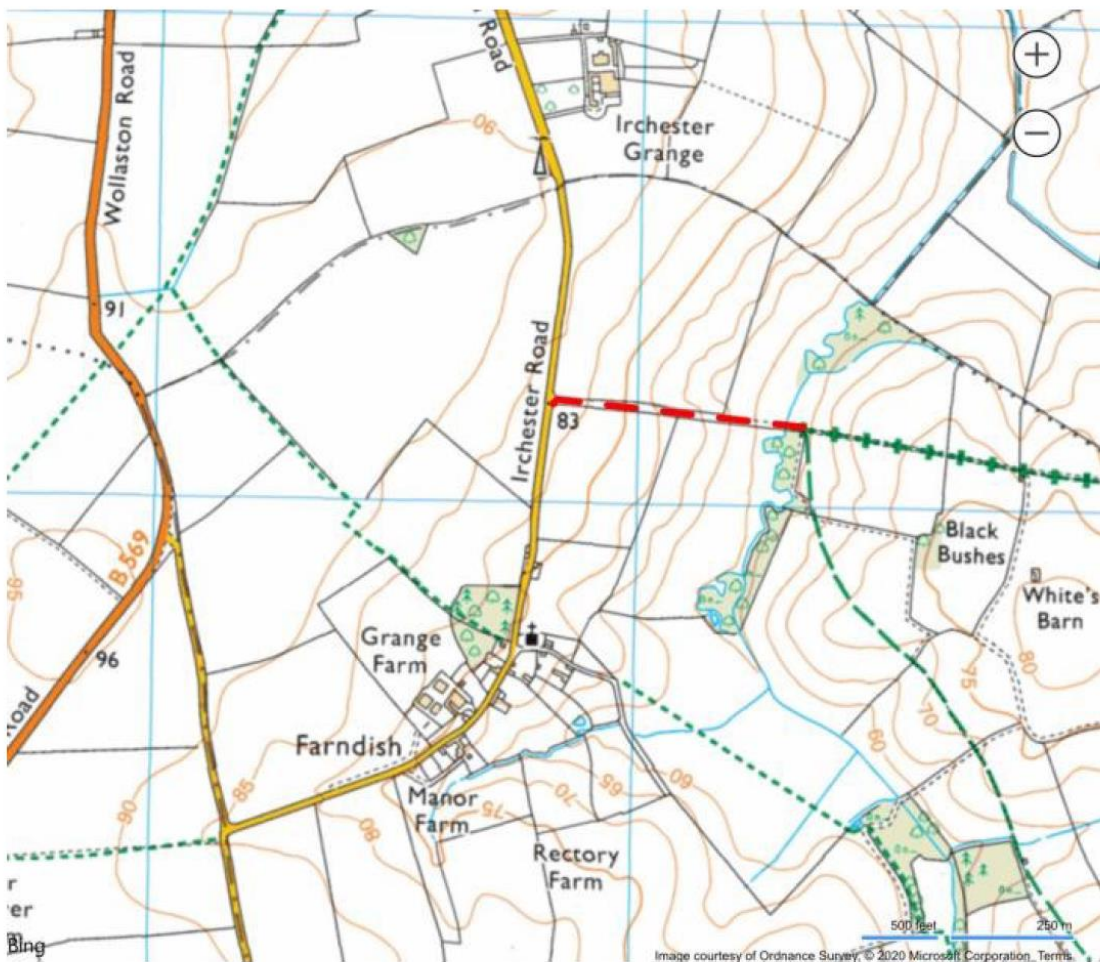 Wollaston Road
Road
90
Irchester
Grange
91
Irchester Road
83
B 569
Black
Bushes
White's
Barn
95
96
Road
Grange
Farm
75
80
70
60
Farndish
85
90
80
Manor
Farm
75
70
65
60
Rectory
Farm
500 feet
250 m
Bing
Image courtesy of Ordnance Survey, © 2020 Microsoft Corporation Terms